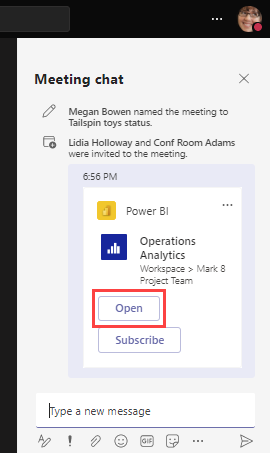 Meeting chat
Megan Bowen named the meeting to
Tailspin toys status.
Lidia Holloway and Conf Room Adams
were invited to the meeting.
6:56 PM
Power BI
Operations
Analytics
Workspace > Mark 8
Project Team
Open
Subscribe
Type a new message
GIF